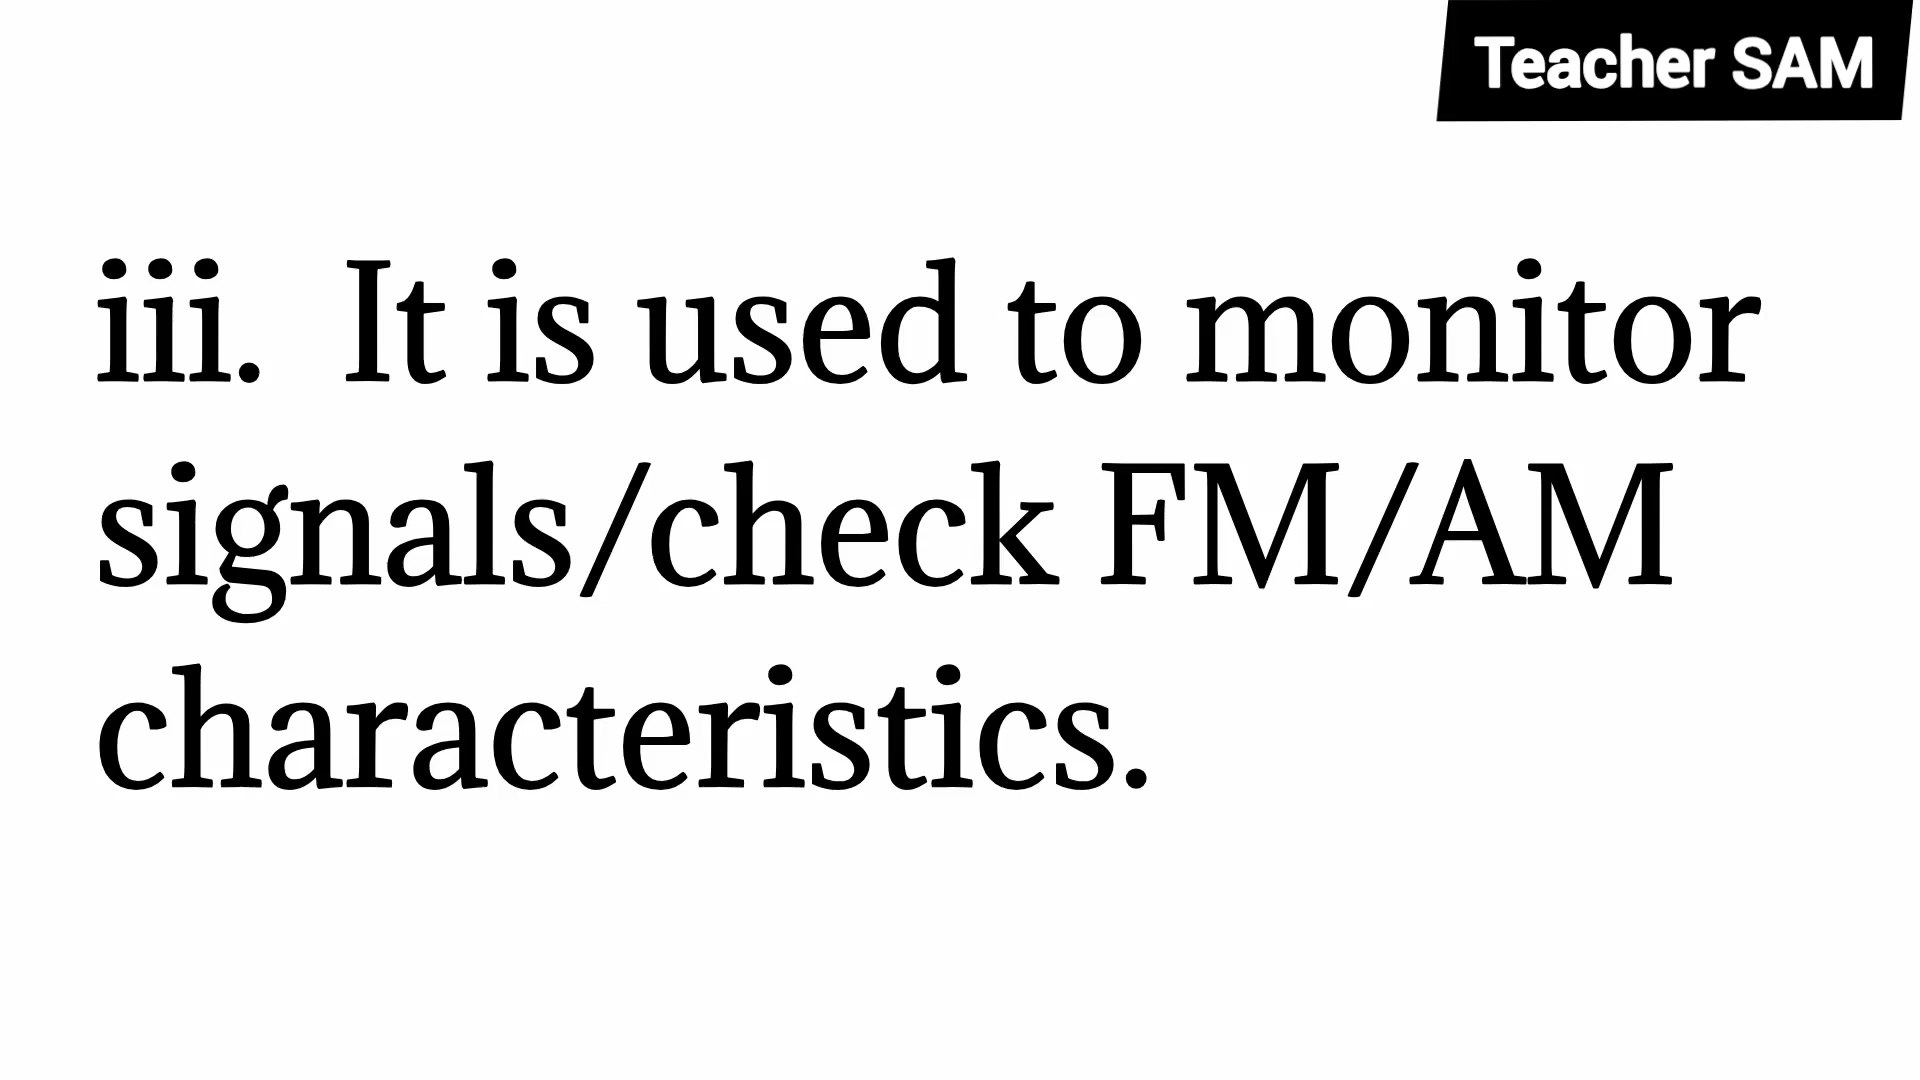 Teacher SAM
iii. It is used to monitor
signals/check FM/AM
characteristics.